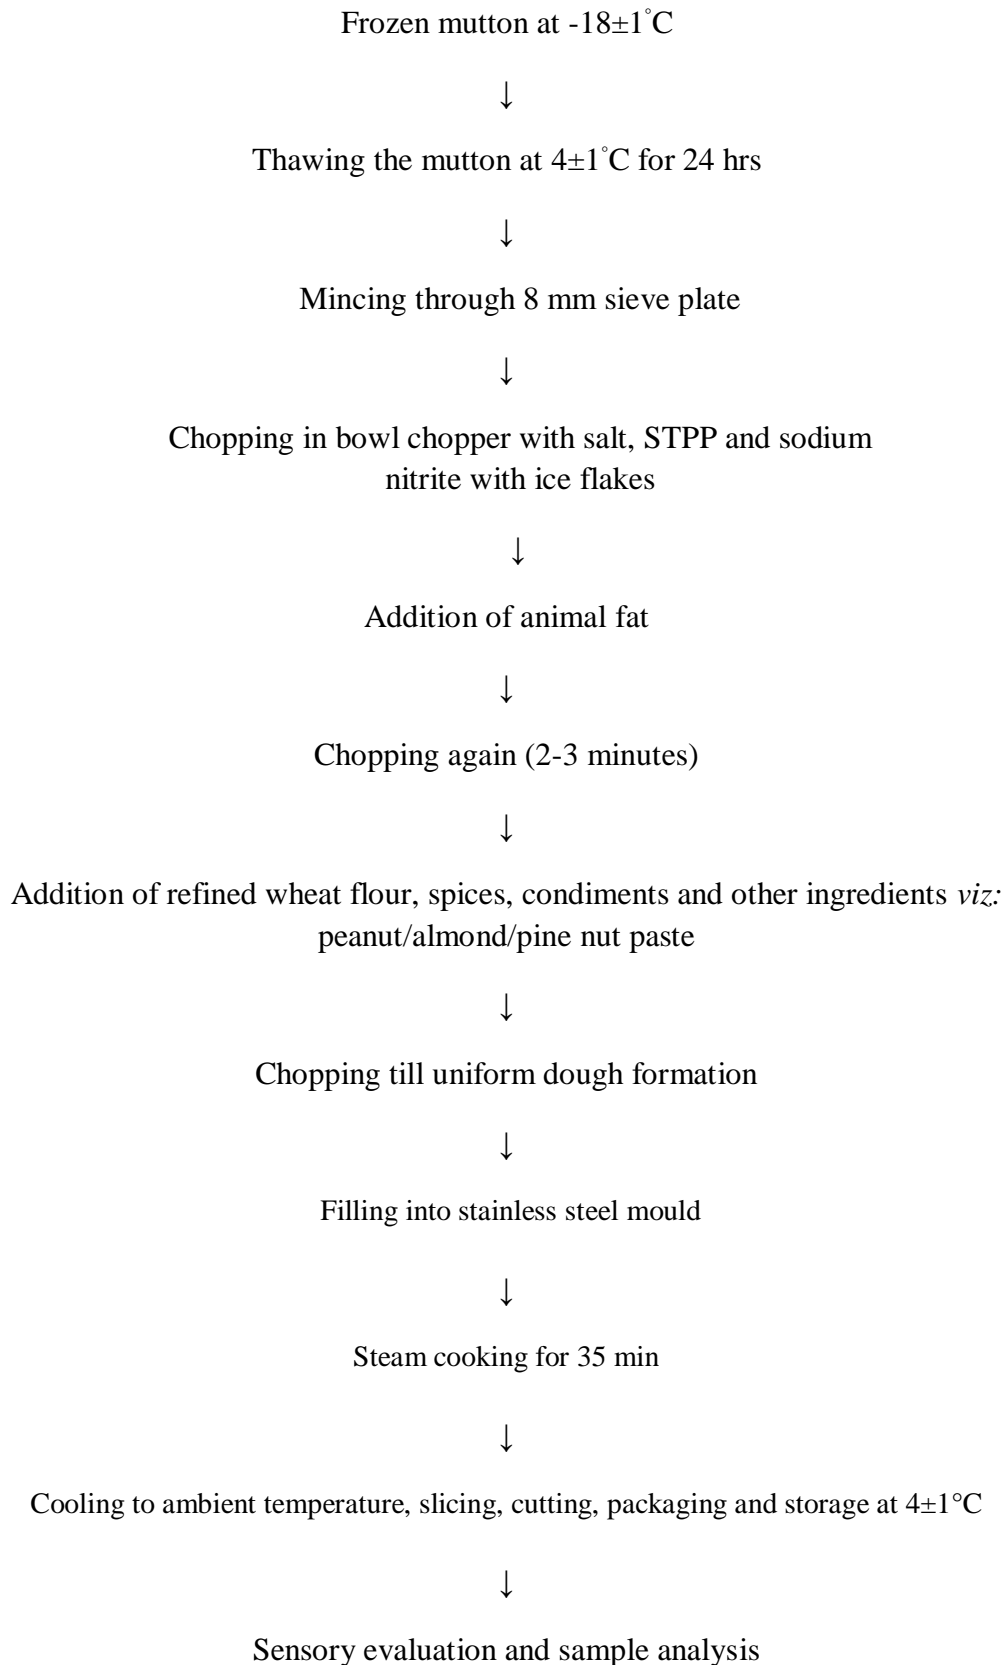 Frozen mutton at -18±1°C
↓
Thawing the mutton at 4±1°C for 24 hrs
↓
Mincing through 8 mm sieve plate
↓
Chopping in bowl chopper with salt, STPP and sodium
nitrite with ice flakes
↓
Addition of animal fat
↓
Chopping again (2-3 minutes)
↓
Addition of refined wheat flour, spices, condiments and other ingredients viz:
peanut/almond/pine nut paste
↓
Chopping till uniform dough formation
↓
Filling into stainless steel mould
↓
Steam cooking for 35 min
↓
Cooling to ambient temperature, slicing, cutting, packaging and storage at 4±1°C
↓
Sensory evaluation and sample analysis